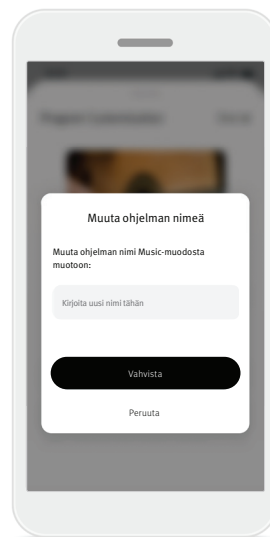 Muuta ohjelman nimeä
Muuta ohjelman nimi Music-muodosta
muotoon:
Kirjoita uusi nimi tähän
Vahvista
Peruuta